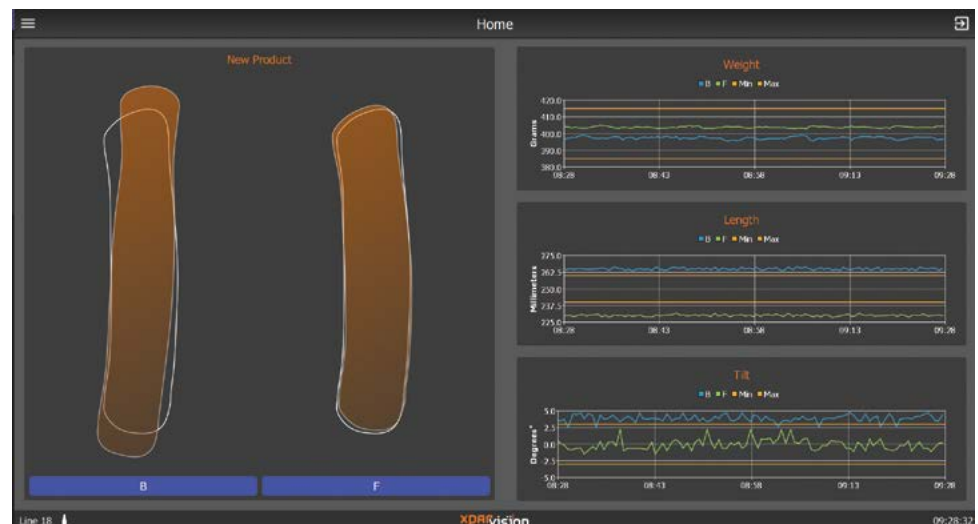 Home
New Product
B
F
Weight
B F Min Max
Grams
420.0
410.0
400.0
390.0
380.0
08:28 08:43 08:58 09:13 09:28
Length
B F Min Max
Millimeters
275.0
262.5
250.0
237.5
225.0
08:28 08:43 08:58 09:13 09:28
Tilt
B F Min Max
Degrees°
5.0
2.5
0.0
-2.5
-5.0
08:28 08:43 08:58 09:13 09:28
Line 18
vision
09:28:32